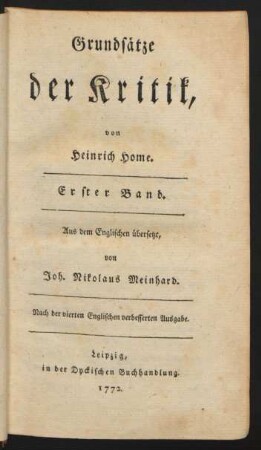 Grundsätze
der Kritik,
von
Heinrich Home.
Erster Band.
Aus dem Englischen übersetzt,
von
Joh. Nikolaus Meinhard.
Nach der vierten Englischen verbesserten Ausgabe.
Leipzig,
in der Dyckischen Buchhandlung.
1772.